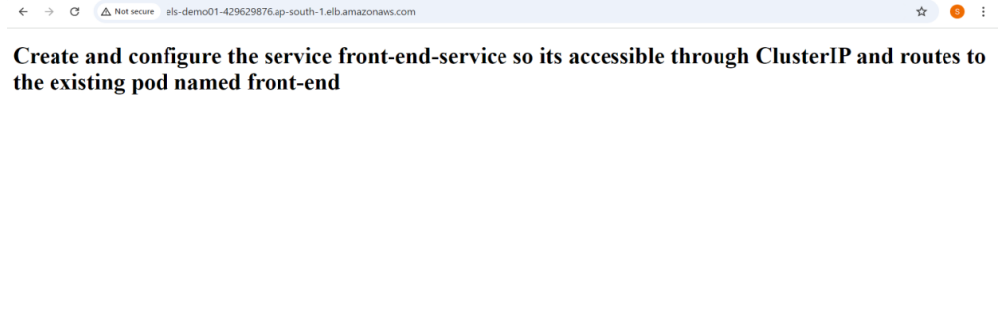 Not secure els-demo01-429629876.ap-south-1.elb.amazonaws.com S
Create and configure the service front-end-service so its accessible through ClusterIP and routes to
the existing pod named front-end